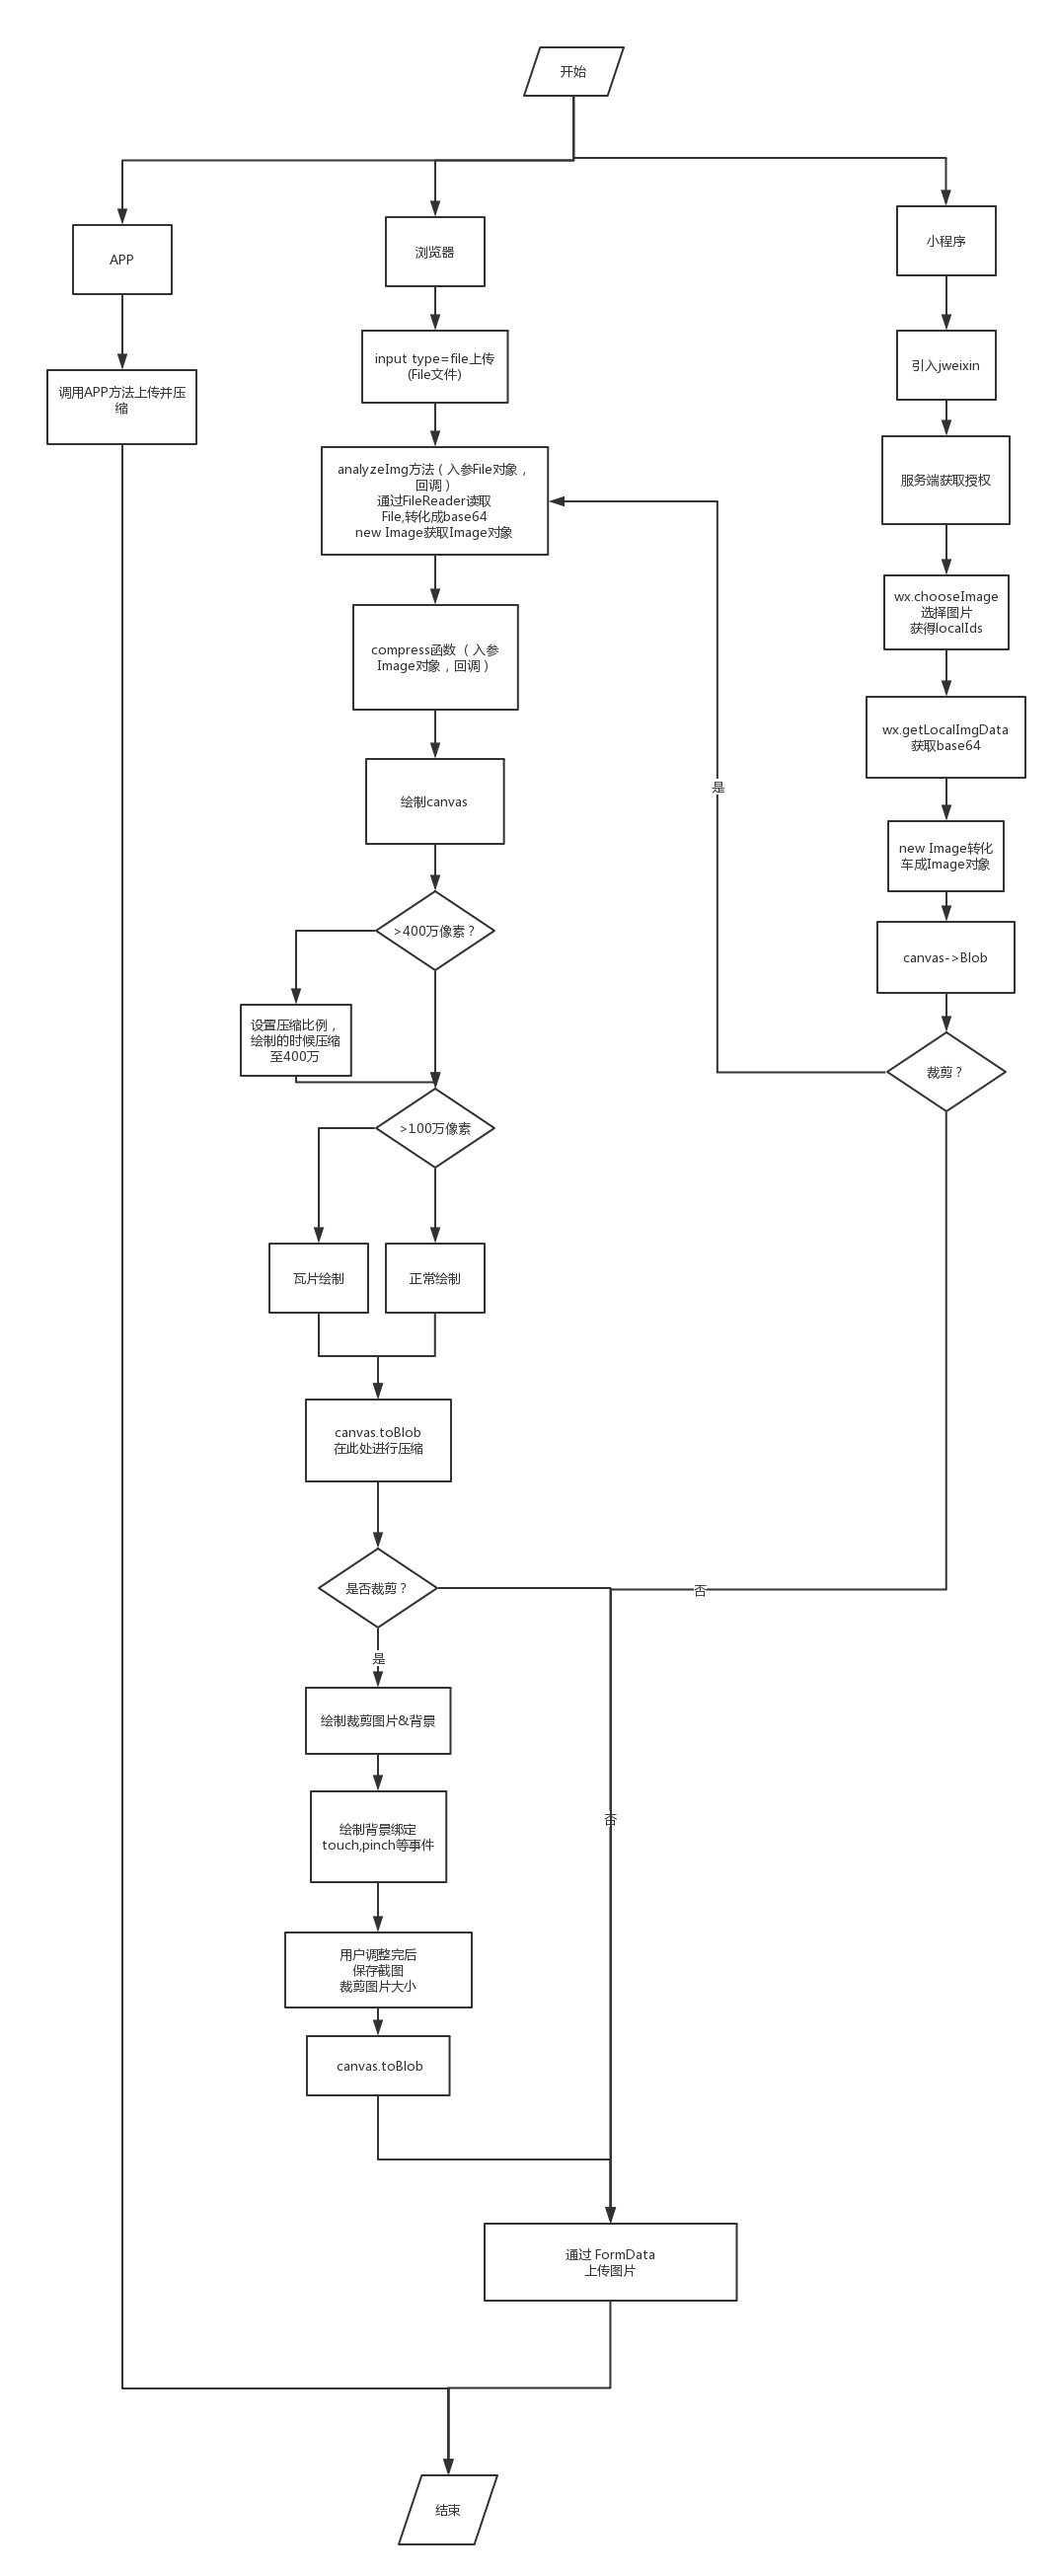 开始
APP
浏览器
小程序
调用APP方法上传并压
缩
input type=file上传
(File文件)
引入jweixin
analyzeImg方法（入参File对象，
回调）
通过FileReader读取
File,转化成base64
new Image获取Image对象
服务端获取授权
wx.chooseImage
选择图片
获得localIds
compress函数（入参
Image对象，回调）
wx.getLocalImgData
获取base64
是
绘制canvas
new Image转化
车成Image对象
>400万像素？
canvas->Blob
设置压缩比例，
绘制的时候压缩
至400万
裁剪？
>100万像素
瓦片绘制
正常绘制
canvas.toBlob
在此处进行压缩
是否裁剪？
否
是
绘制裁剪图片&背景
否
绘制背景绑定
touch,pinch等事件
用户调整完后
保存截图
裁剪图片大小
canvas.toBlob
通过 FormData
上传图片
结束